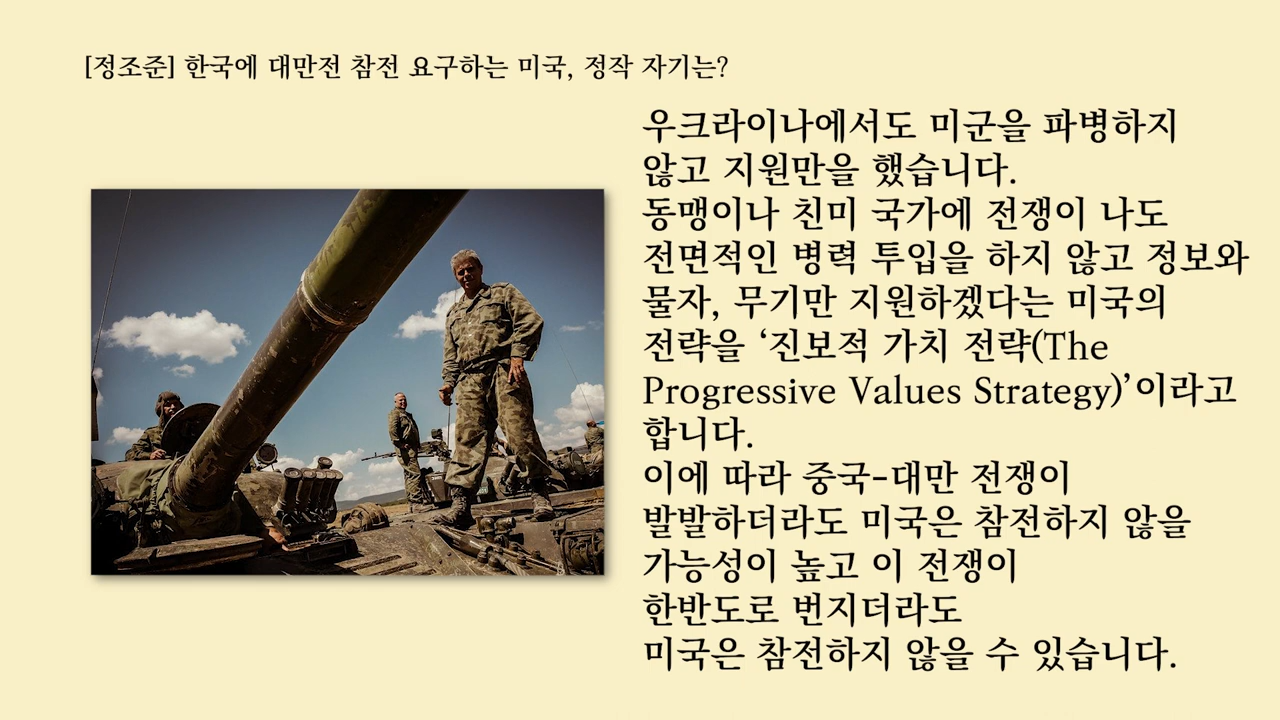 [정조준] 한국에 대만전 참전 요구하는 미국, 정작 자기는?
우크라이나에서도 미군을 파병하지
않고 지원만을 했습니다.
동맹이나 친미 국가에 전쟁이 나도
전면적인 병력 투입을 하지 않고 정보와
물자, 무기만 지원하겠다는 미국의
전략을 ‘진보적 가치 전략(The
Progressive Values Strategy)’이라고
합니다.
이에 따라 중국-대만 전쟁이
발발하더라도 미국은 참전하지 않을
가능성이 높고 이 전쟁이
한반도로 번지더라도
미국은 참전하지 않을 수 있습니다.